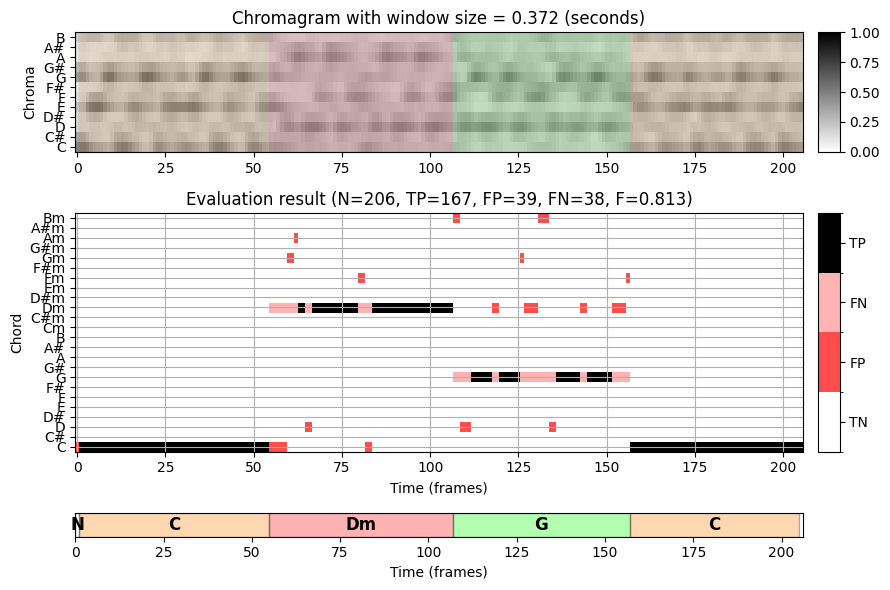 Chromagram with window size = 0.372 (seconds)
Chroma
B
A#
A
G#
G
F#
F
E
D#
D
C#
C
0 25 50 75 100 125 150 175 200
1.00
0.75
0.50
0.25
0.00
Evaluation result (N=206, TP=167, FP=39, FN=38, F=0.813)
Chord
Bm
A#m
Am
G#m
Gm
F#m
Fm
Em
D#m
Dm
C#m
Cm
B
A#
A
G#
G
F#
F
E
D#
D
C#
C
0 25 50 75 100 125 150 175 200
Time (frames)
TP
FN
FP
TN
N C Dm G C
0 25 50 75 100 125 150 175 200
Time (frames)